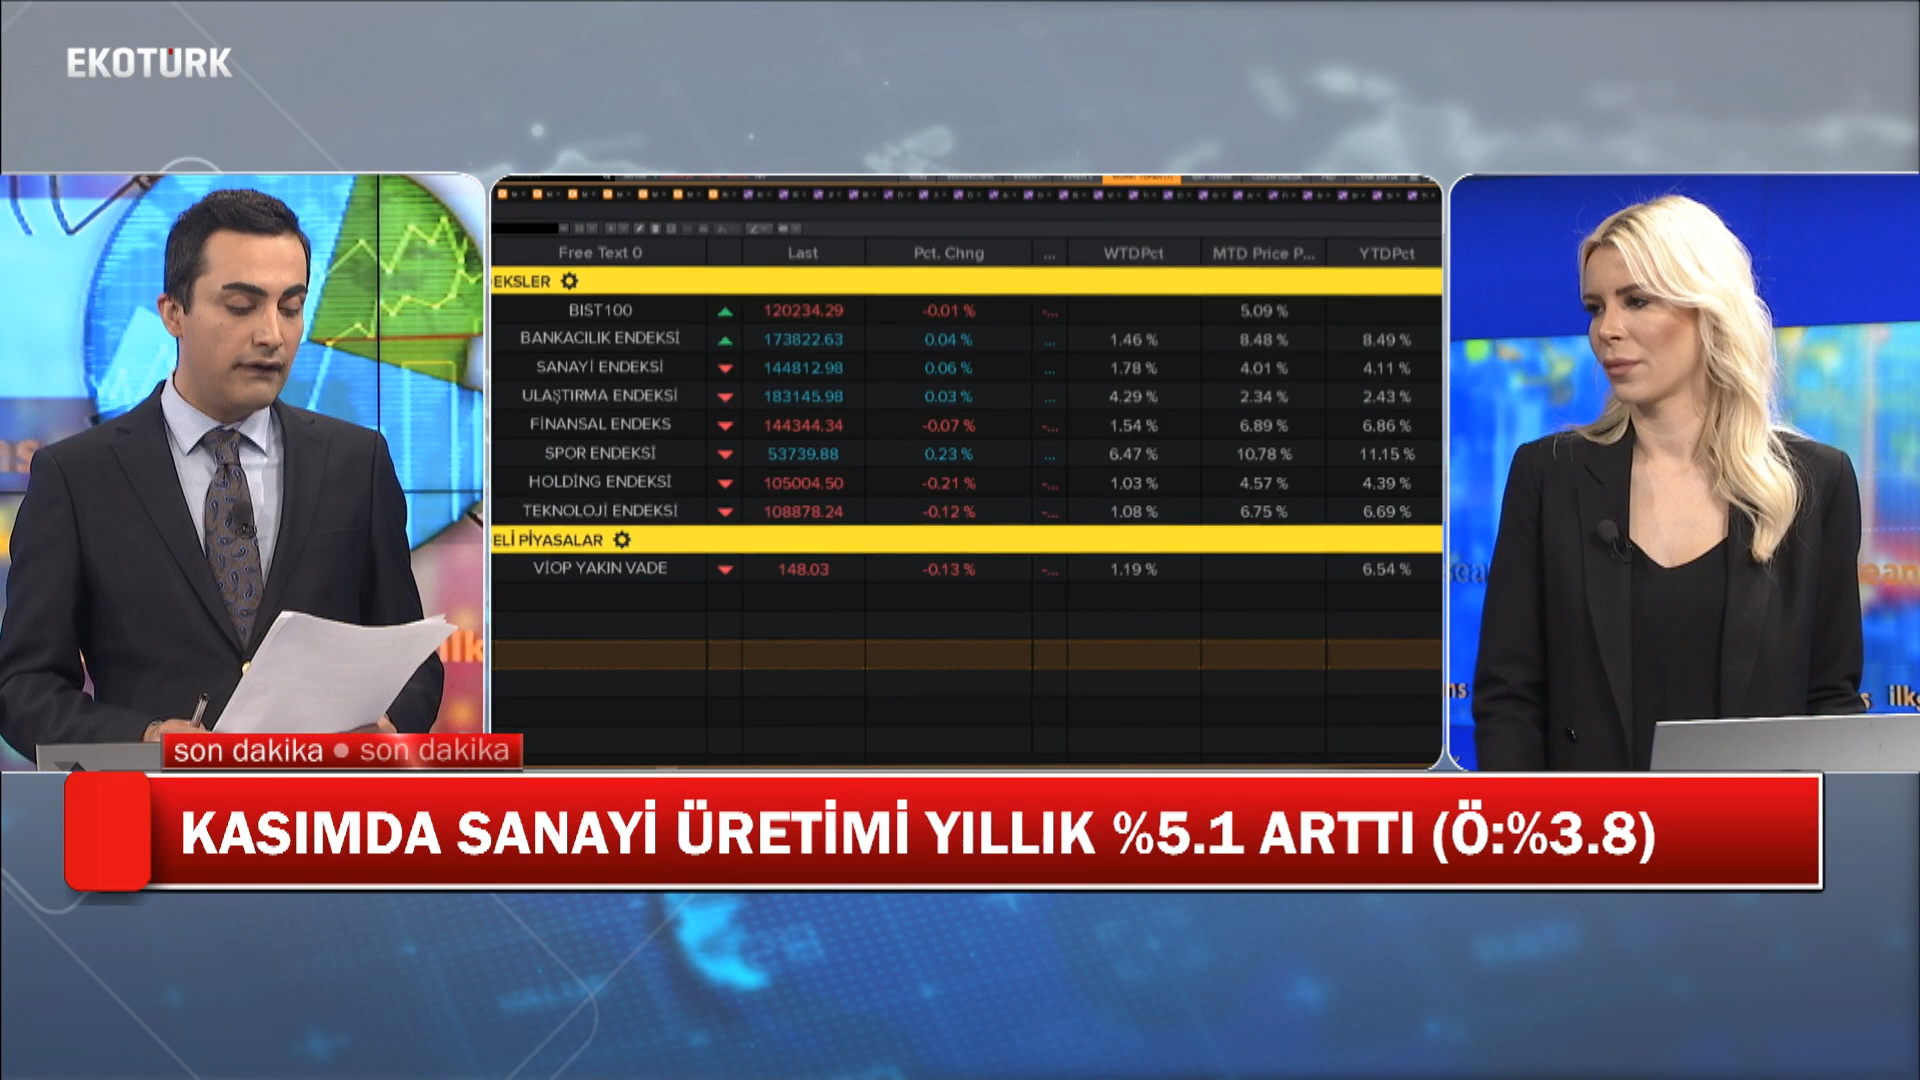 EKOTÜRK
Free Text 0 Last Pct. Chng ... WTDPct MTD Price P... YTDPct
EKSLER
BIST100 120234.29 -0.01 % -... 5.09 %
BANKACILIK ENDEKSİ 173822.63 0.04 % ... 1.46 % 8.48 % 8.49 %
SANAYİ ENDEKSİ 144812.98 0.06 % ... 1.78 % 4.01 % 4.11 %
ULAŞTIRMA ENDEKSİ 183145.98 0.03 % ... 4.29 % 2.34 % 2.43 %
FİNANSAL ENDEKS 144344.34 -0.07 % -... 1.54 % 6.89 % 6.86 %
SPOR ENDEKSİ 53739.88 0.23 % ... 6.47 % 10.78 % 11.15 %
HOLDİNG ENDEKSİ 105004.50 -0.21 % -... 1.03 % 4.57 % 4.39 %
TEKNOLOJİ ENDEKSİ 108878.24 -0.12 % -... 1.08 % 6.75 % 6.69 %
ELİ PİYASALAR
VİOP YAKIN VADE 148.03 -0.13 % -... 1.19 % 6.54 %
son dakika • son dakika
KASIMDA SANAYİ ÜRETİMİ YILLIK %5.1 ARTTI (Ö:%3.8)